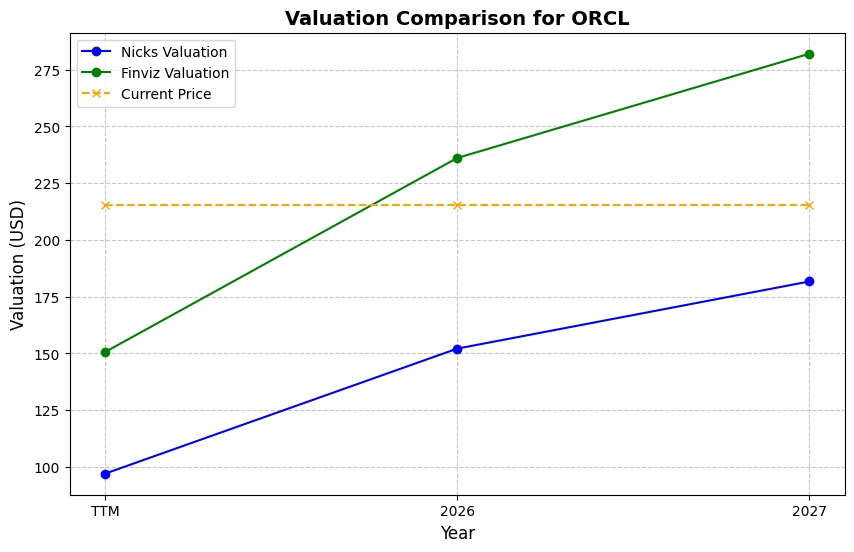 Valuation Comparison for ORCL
Nicks Valuation
Finviz Valuation
Current Price
Valuation (USD)
275
250
225
200
175
150
125
100
TTM 2026 2027
Year